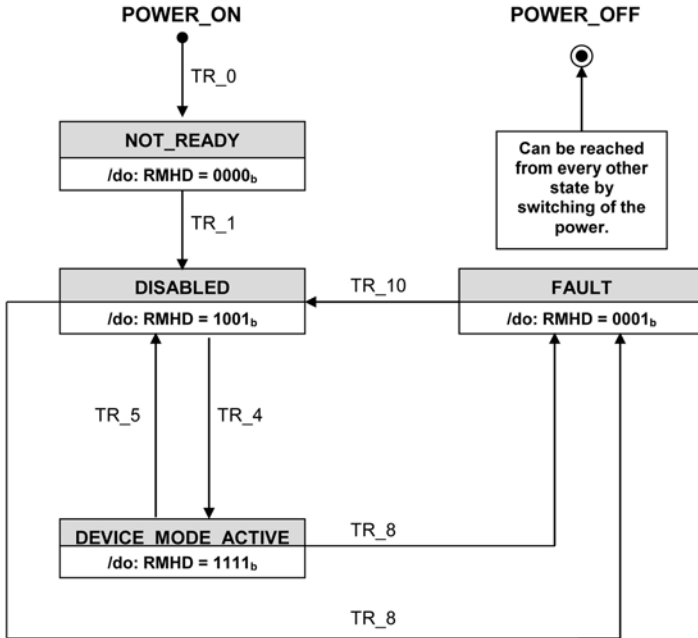 POWER_ON
POWER_OFF
TR_0
NOT_READY
/do: RMHD = 0000b
Can be reached
from every other
state by
switching of the
power.
TR_1
DISABLED
/do: RMHD = 1001b
TR_10
FAULT
/do: RMHD = 0001b
TR_5
TR_4
DEVICE_MODE_ACTIVE
/do: RMHD = 1111b
TR_8
TR_8